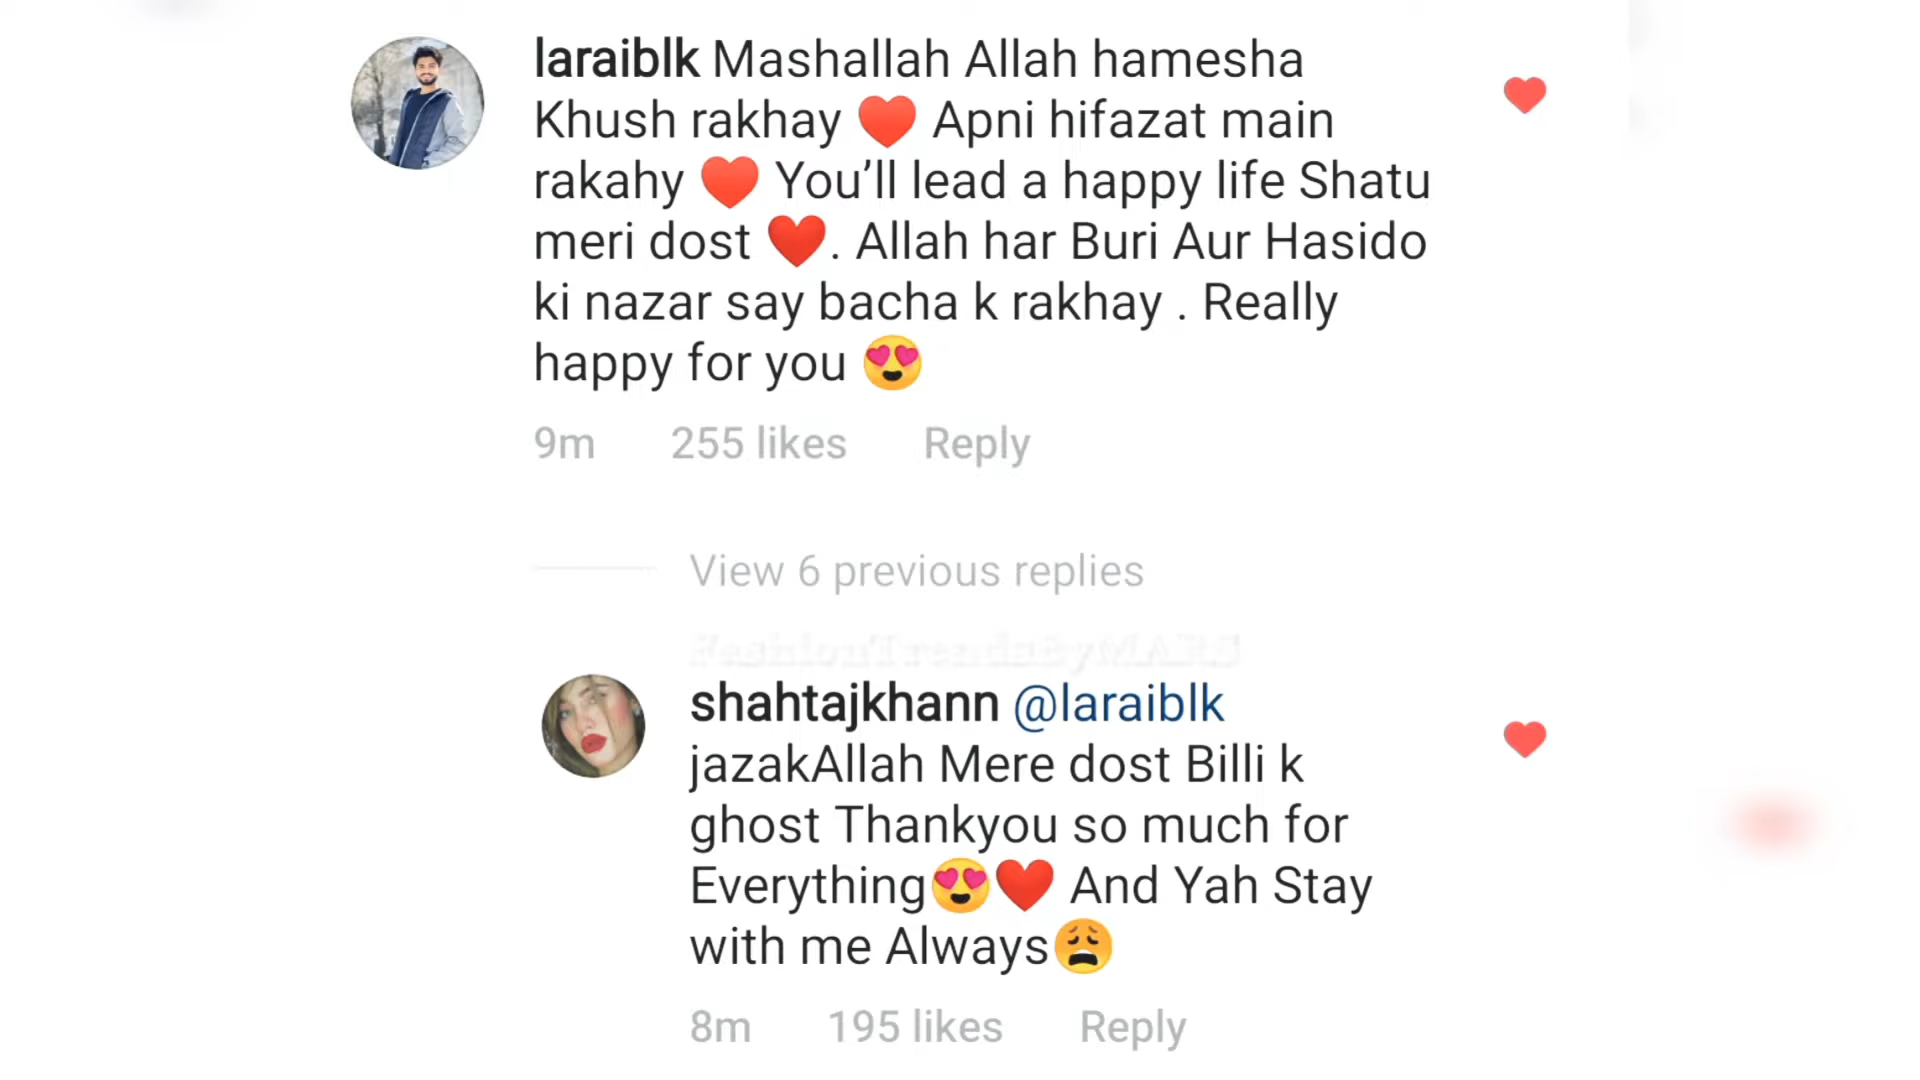 laraiblk Mashallah Allah hamesha
Khush rakhay ♥️ Apni hifazat main
rakahy ♥️ You’ll lead a happy life Shatu
meri dost ❤️. Allah har Buri Aur Hasido
ki nazar say bacha k rakhay . Really
happy for you 😍
9m 255 likes Reply
View 6 previous replies
FashionTrendsByMARS
shahtajkhann @laraiblk
jazakAllah Mere dost Billi k
ghost Thankyou so much for
Everything😍❤️ And Yah Stay
with me Always😩
8m 195 likes Reply